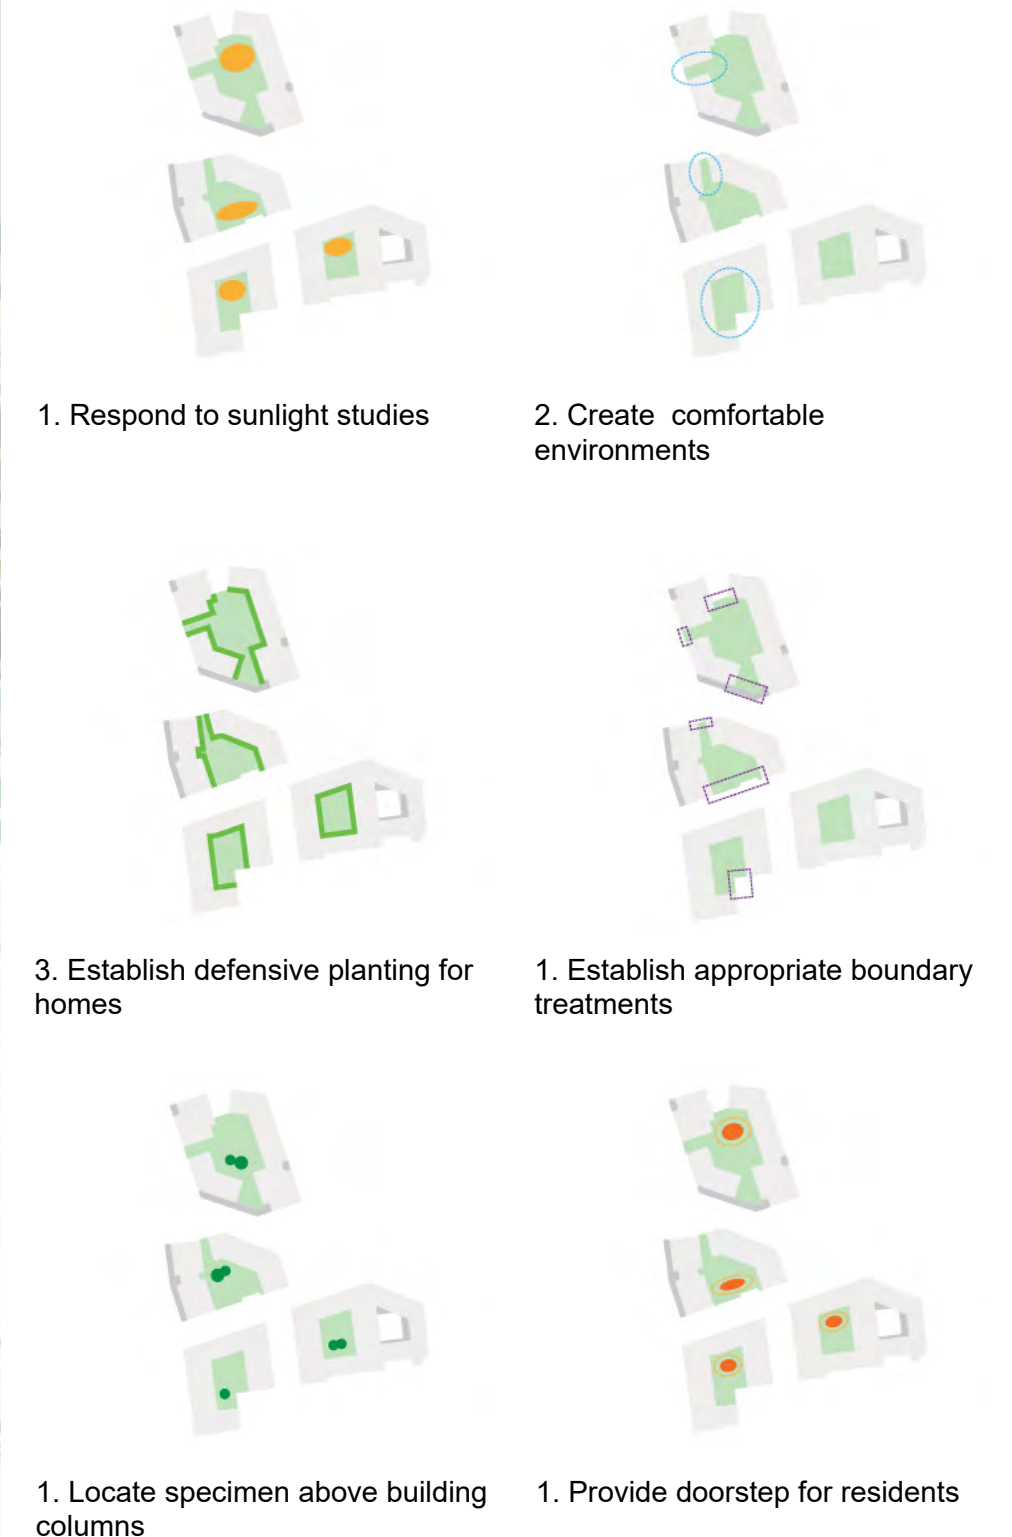 1. Respond to sunlight studies
2. Create  comfortable
environments
3. Establish defensive planting for
homes
1. Establish appropriate boundary
treatments
1. Locate specimen above building
columns
1. Provide doorstep for residents